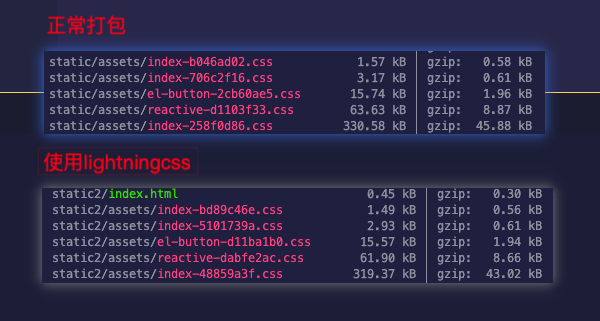 正常打包
static/assets/index-b046ad02.css 1.57 kB │ gzip: 0.58 kB
static/assets/index-706c2f16.css 3.17 kB │ gzip: 0.61 kB
static/assets/el-button-2cb60ae5.css 15.74 kB │ gzip: 1.96 kB
static/assets/reactive-d1103f33.css 63.63 kB │ gzip: 8.87 kB
static/assets/index-258f0d86.css 330.58 kB │ gzip: 45.88 kB
使用lightningcss
static2/index.html 0.45 kB │ gzip: 0.30 kB
static2/assets/index-bd89c46e.css 1.49 kB │ gzip: 0.56 kB
static2/assets/index-5101739a.css 2.93 kB │ gzip: 0.61 kB
static2/assets/el-button-d11ba1b0.css 15.57 kB │ gzip: 1.94 kB
static2/assets/reactive-dabfe2ac.css 61.90 kB │ gzip: 8.66 kB
static2/assets/index-48859a3f.css 319.37 kB │ gzip: 43.02 kB